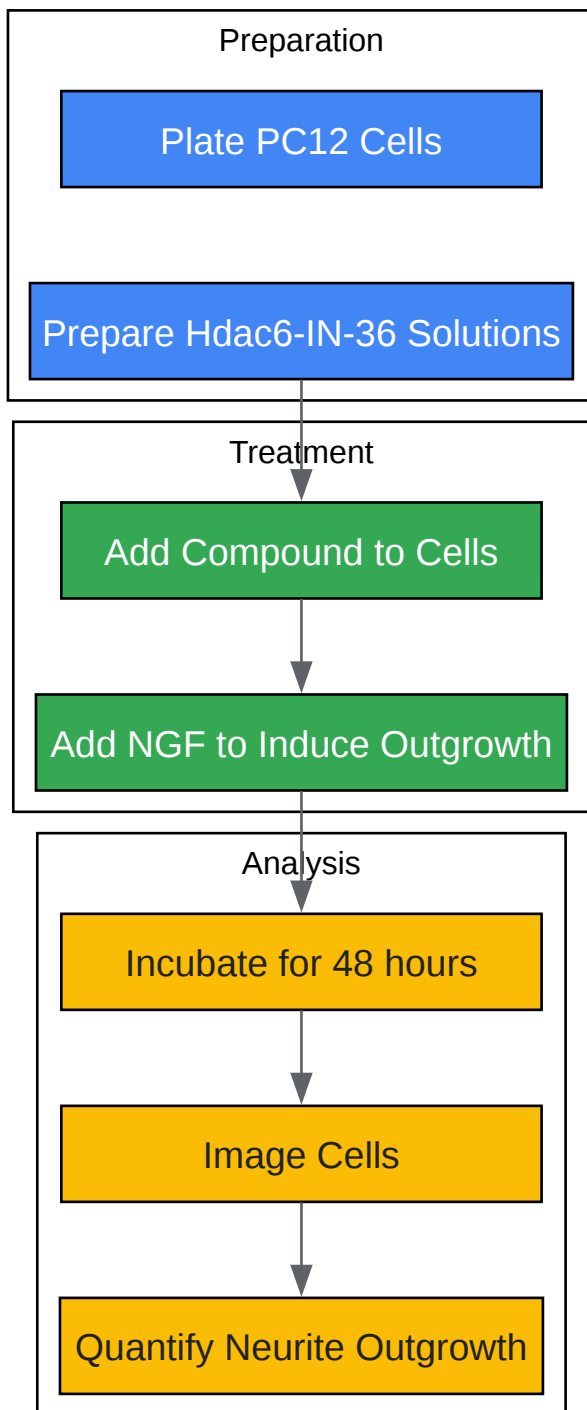 Preparation
Plate PC12 Cells
Prepare Hdac6-IN-36 Solutions
Treatment
Add Compound to Cells
Add NGF to Induce Outgrowth
Analysis
Incubate for 48 hours
Image Cells
Quantify Neurite Outgrowth